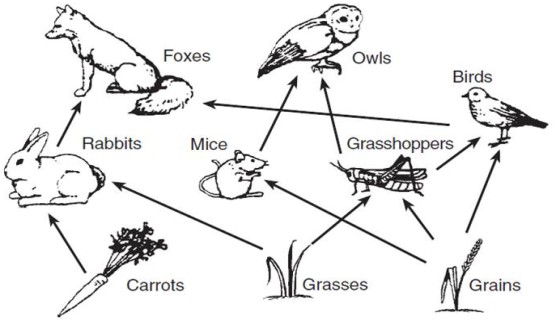 Foxes
Owls
Birds
Rabbits
Mice
Grasshoppers
Carrots
Grasses
Grains